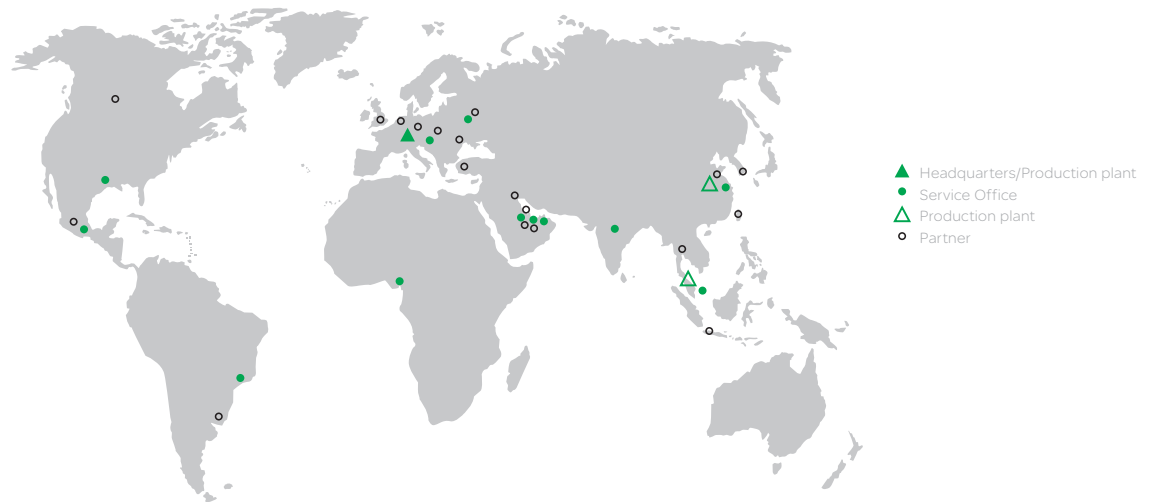 Headquarters/Production plant
Service Office
Production plant
Partner